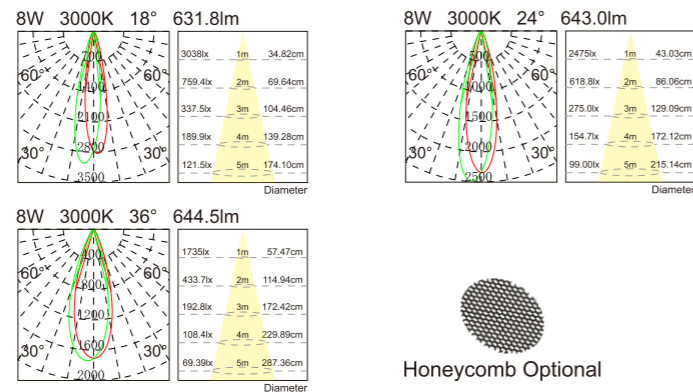 8W 3000K 18° 631.8lm
700
1400
2100
2800
3500
60° 60°
30° 30°
3038lx 1m 34.82cm
759.4lx 2m 69.64cm
337.5lx 3m 104.46cm
189.9lx 4m 139.28cm
121.5lx 5m 174.10cm
Diameter
8W 3000K 24° 643.0lm
500
1000
1500
2000
2500
60° 60°
30° 30°
2475lx 1m 43.03cm
618.8lx 2m 86.06cm
275.0lx 3m 129.09cm
154.7lx 4m 172.12cm
99.00lx 5m 215.14cm
Diameter
8W 3000K 36° 644.5lm
400
800
1200
1600
2000
60° 60°
30° 30°
1735lx 1m 57.47cm
433.7lx 2m 114.94cm
192.8lx 3m 172.42cm
108.4lx 4m 229.89cm
69.39lx 5m 287.36cm
Diameter
Honeycomb Optional